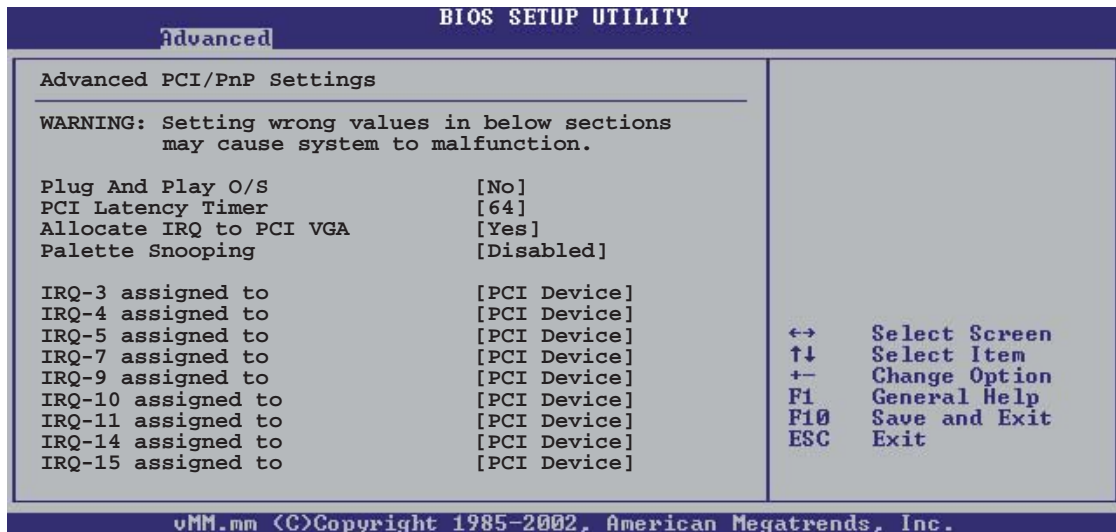 BIOS SETUP UTILITY
Advanced
Advanced PCI/PnP Settings
WARNING: Setting wrong values in below sections
may cause system to malfunction.
Plug And Play O/S [No]
PCI Latency Timer [64]
Allocate IRQ to PCI VGA [Yes]
Palette Snooping [Disabled]
IRQ-3 assigned to [PCI Device]
IRQ-4 assigned to [PCI Device]
IRQ-5 assigned to [PCI Device]
IRQ-7 assigned to [PCI Device]
IRQ-9 assigned to [PCI Device]
IRQ-10 assigned to [PCI Device]
IRQ-11 assigned to [PCI Device]
IRQ-14 assigned to [PCI Device]
IRQ-15 assigned to [PCI Device]
←→ Select Screen
↑↓ Select Item
+- Change Option
F1 General Help
F10 Save and Exit
ESC Exit
vMM.mm (C)Copyright 1985-2002, American Megatrends, Inc.